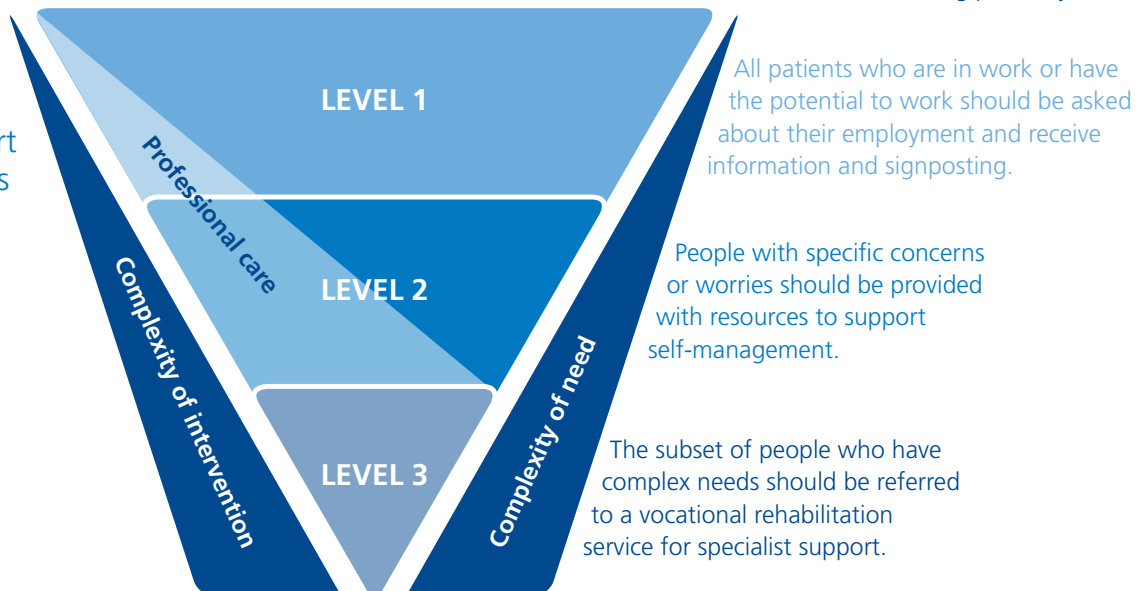 LEVEL 1
All patients who are in work or have
the potential to work should be asked
about their employment and receive
information and signposting.
Professional care
LEVEL 2
People with specific concerns
or worries should be provided
with resources to support
self-management.
Complexity of intervention
Complexity of need
LEVEL 3
The subset of people who have
complex needs should be referred
to a vocational rehabilitation
service for specialist support.